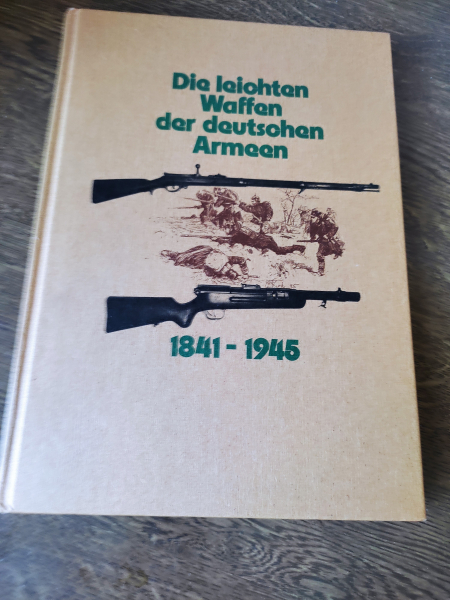 Die leichten
Waffen
der deutschen
Armeen
1841 - 1945